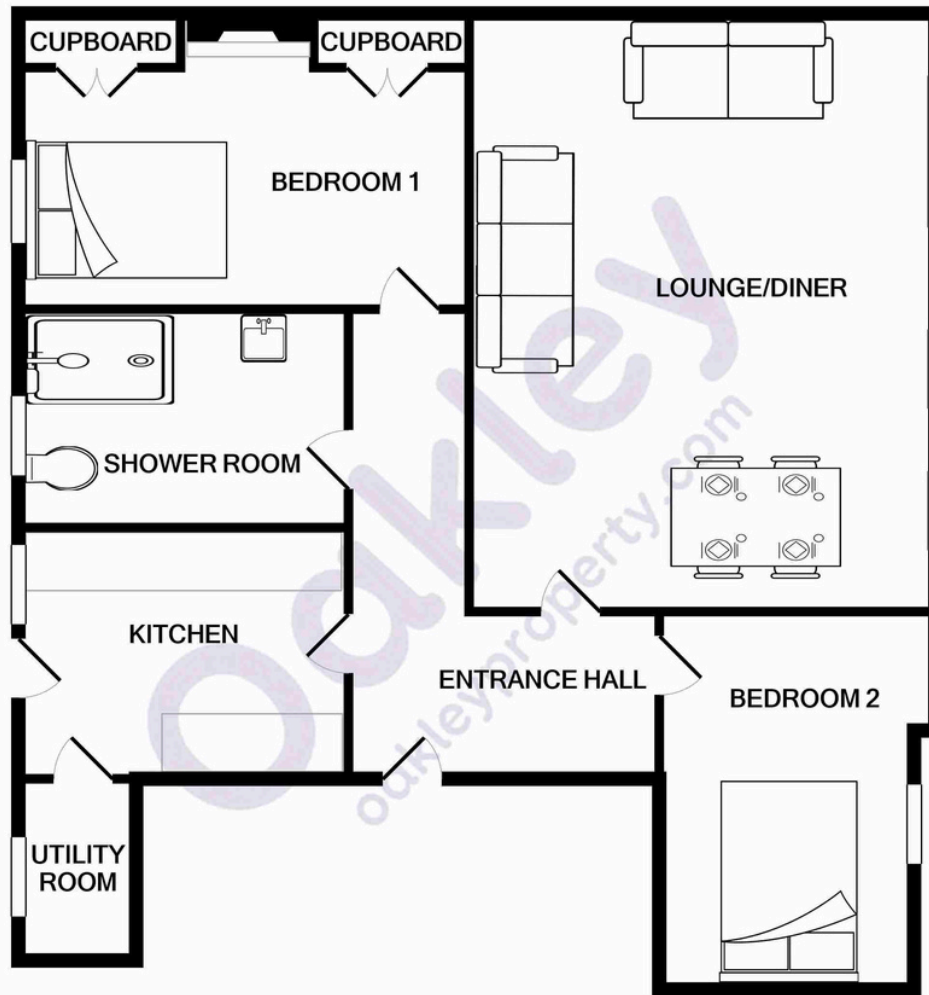 CUPBOARD
CUPBOARD
BEDROOM 1
LOUNGE/DINER
SHOWER ROOM
KITCHEN
ENTRANCE HALL
BEDROOM 2
UTILITY
ROOM
Oakley
oakleyproperty.com